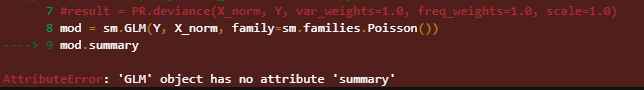 7 #result = PR.deviance(X_norm, Y, var_weights=1.0, freq_weights=1.0, scale=1.0)
8 mod = sm.GLM(Y, X_norm, family=sm.families.Poisson())
----> 9 mod.summary
AttributeError: 'GLM' object has no attribute 'summary'